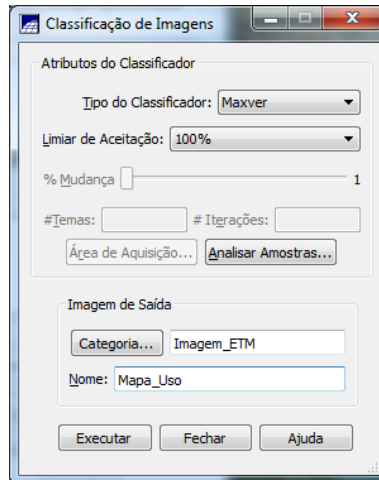 Classificação de Imagens
Atributos do Classificador
Tipo do Classificador: Maxver
Limiar de Aceitação: 100%
% Mudança 1
#Temas: # Iterações:
Área de Aquisição... Analisar Amostras...
Imagem de Saída
Categoria... Imagem_ETM
Nome: Mapa_Uso
Executar Fechar Ajuda